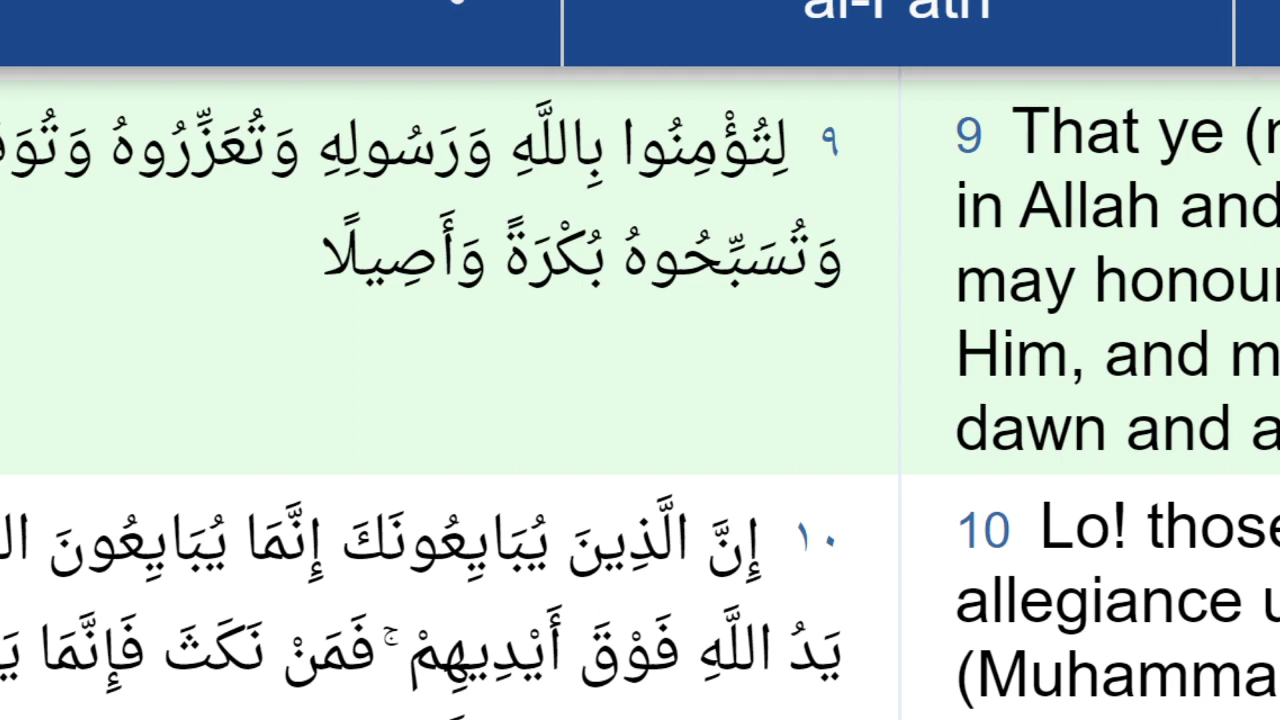 al-Fath
٩ لِتُؤْمِنُوا بِاللَّهِ وَرَسُولِهِ وَتُعَزِّرُوهُ
وَتُسَبِّحُوهُ بُكْرَةً وَأَصِيلًا
9 That ye
in Allah and
may honour
Him, and
dawn and
١٠ إِنَّ الَّذِينَ يُبَايِعُونَكَ إِنَّمَا يُبَايِعُونَ
يَدُ اللَّهِ فَوْقَ أَيْدِيهِمْ ۚ فَمَنْ نَكَثَ فَإِنَّمَا
10 Lo! those
allegiance
(Muhamma